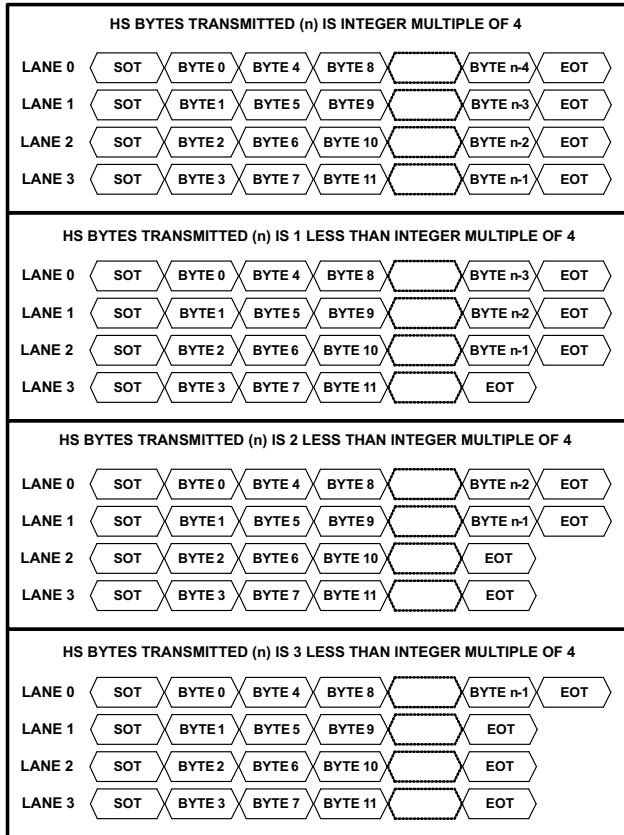 HS BYTES TRANSMITTED (n) IS INTEGER MULTIPLE OF 4
LANE 0 SOT BYTE 0 BYTE 4 BYTE 8 BYTE n-4 EOT
LANE 1 SOT BYTE 1 BYTE 5 BYTE 9 BYTE n-3 EOT
LANE 2 SOT BYTE 2 BYTE 6 BYTE 10 BYTE n-2 EOT
LANE 3 SOT BYTE 3 BYTE 7 BYTE 11 BYTE n-1 EOT
HS BYTES TRANSMITTED (n) IS 1 LESS THAN INTEGER MULTIPLE OF 4
LANE 0 SOT BYTE 0 BYTE 4 BYTE 8 BYTE n-3 EOT
LANE 1 SOT BYTE 1 BYTE 5 BYTE 9 BYTE n-2 EOT
LANE 2 SOT BYTE 2 BYTE 6 BYTE 10 BYTE n-1 EOT
LANE 3 SOT BYTE 3 BYTE 7 BYTE 11 EOT
HS BYTES TRANSMITTED (n) IS 2 LESS THAN INTEGER MULTIPLE OF 4
LANE 0 SOT BYTE 0 BYTE 4 BYTE 8 BYTE n-2 EOT
LANE 1 SOT BYTE 1 BYTE 5 BYTE 9 BYTE n-1 EOT
LANE 2 SOT BYTE 2 BYTE 6 BYTE 10 EOT
LANE 3 SOT BYTE 3 BYTE 7 BYTE 11 EOT
HS BYTES TRANSMITTED (n) IS 3 LESS THAN INTEGER MULTIPLE OF 4
LANE 0 SOT BYTE 0 BYTE 4 BYTE 8 BYTE n-1 EOT
LANE 1 SOT BYTE 1 BYTE 5 BYTE 9 EOT
LANE 2 SOT BYTE 2 BYTE 6 BYTE 10 EOT
LANE 3 SOT BYTE 3 BYTE 7 BYTE 11 EOT